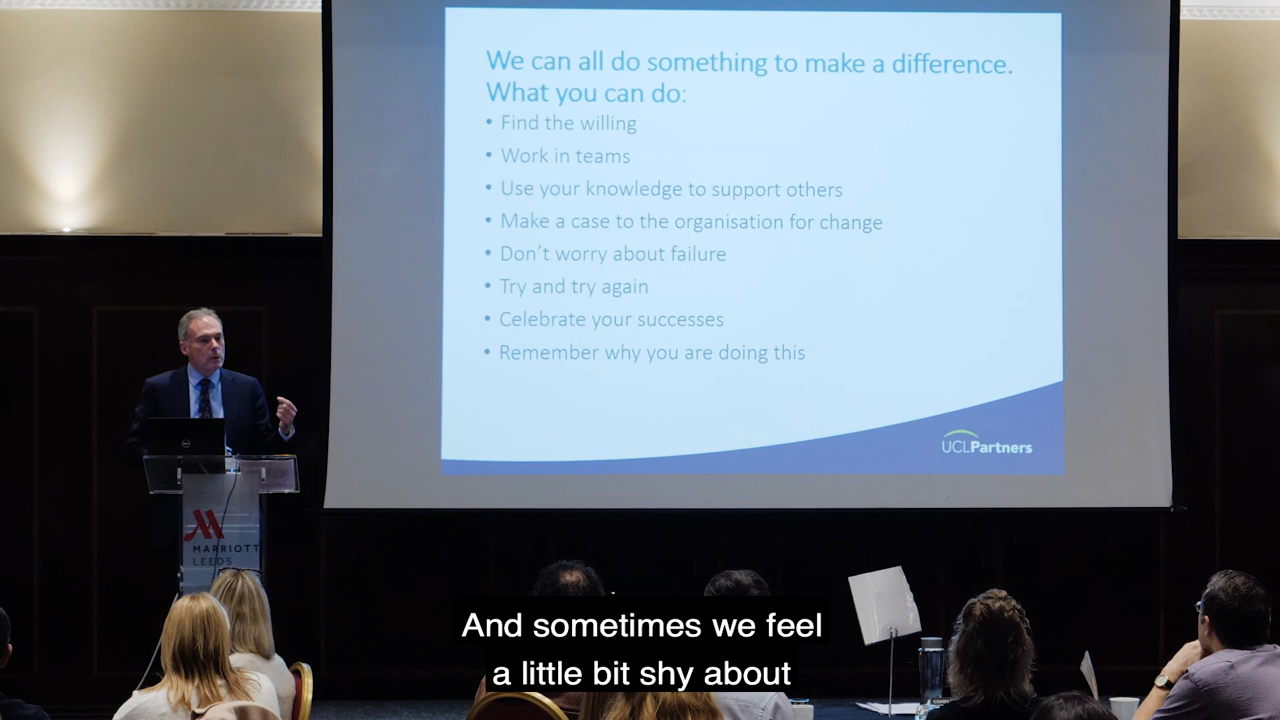 We can all do something to make a difference.
What you can do:
• Find the willing
• Work in teams
• Use your knowledge to support others
• Make a case to the organisation for change
• Don't worry about failure
• Try and try again
• Celebrate your successes
• Remember why you are doing this
UCLPartners
DELL
MARRIOTT
LEEDS
And sometimes we feel
a little bit shy about